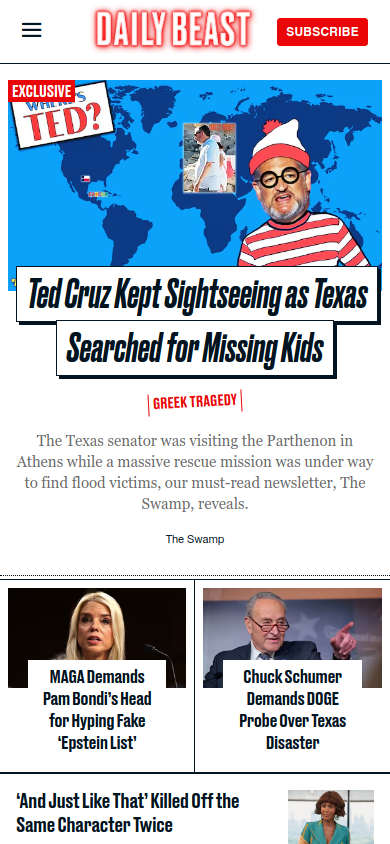 DAILY BEAST
SUBSCRIBE
EXCLUSIVE
WHERE'S
TED?
Ted Cruz Kept Sightseeing as Texas
Searched for Missing Kids
GREEK TRAGEDY
The Texas senator was visiting the Parthenon in
Athens while a massive rescue mission was under way
to find flood victims, our must-read newsletter, The
Swamp, reveals.
The Swamp
MAGA Demands
Pam Bondi's Head
for Hyping Fake
'Epstein List'
Chuck Schumer
Demands DOGE
Probe Over Texas
Disaster
‘And Just Like That’ Killed Off the
Same Character Twice